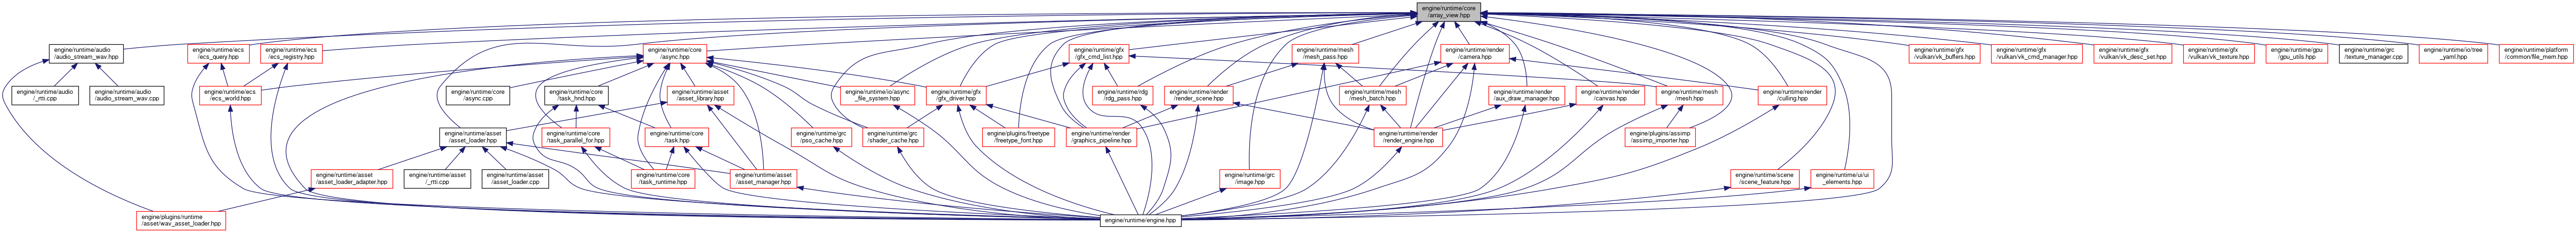 engine/runtime/core
/array_view.hpp
engine/runtime/audio
/audio_stream_wav.hpp
engine/runtime/ecs
/ecs_query.hpp
engine/runtime/ecs
/ecs_registry.hpp
engine/runtime/core
/async.hpp
engine/runtime/gfx
/gfx_cmd_list.hpp
engine/runtime/mesh
/mesh_pass.hpp
engine/runtime/render
/camera.hpp
engine/runtime/gfx
/vulkan/vk_buffers.hpp
engine/runtime/gfx
/vulkan/vk_cmd_manager.hpp
engine/runtime/gfx
/vulkan/vk_desc_set.hpp
engine/runtime/gfx
/vulkan/vk_texture.hpp
engine/runtime/gpu
/gpu_utils.hpp
engine/runtime/grc
/texture_manager.cpp
engine/runtime/io/tree
_yaml.hpp
engine/runtime/platform
/common/file_mem.hpp
engine/runtime/audio
/_rtti.cpp
engine/runtime/audio
/audio_stream_wav.cpp
engine/runtime/ecs
/ecs_world.hpp
engine/runtime/core
/async.cpp
engine/runtime/core
/task_hnd.hpp
engine/runtime/asset
/asset_library.hpp
engine/runtime/io/async
_file_system.hpp
engine/runtime/gfx
/gfx_driver.hpp
engine/runtime/rdg
/rdg_pass.hpp
engine/runtime/render
/render_scene.hpp
engine/runtime/mesh
/mesh_batch.hpp
engine/runtime/render
/aux_draw_manager.hpp
engine/runtime/render
/canvas.hpp
engine/runtime/mesh
/mesh.hpp
engine/runtime/render
/culling.hpp
engine/runtime/asset
/asset_loader.hpp
engine/runtime/core
/task_parallel_for.hpp
engine/runtime/core
/task.hpp
engine/runtime/grc
/pso_cache.hpp
engine/runtime/grc
/shader_cache.hpp
engine/plugins/freetype
/freetype_font.hpp
engine/runtime/render
/graphics_pipeline.hpp
engine/runtime/render
/render_engine.hpp
engine/plugins/assimp
/assimp_importer.hpp
engine/runtime/asset
/asset_loader_adapter.hpp
engine/runtime/asset
/_rtti.cpp
engine/runtime/asset
/asset_loader.cpp
engine/runtime/core
/task_runtime.hpp
engine/runtime/asset
/asset_manager.hpp
engine/runtime/grc
/image.hpp
engine/runtime/scene
/scene_feature.hpp
engine/runtime/ui/ui
_elements.hpp
engine/plugins/runtime
/asset/wav_asset_loader.hpp
engine/runtime/engine.hpp